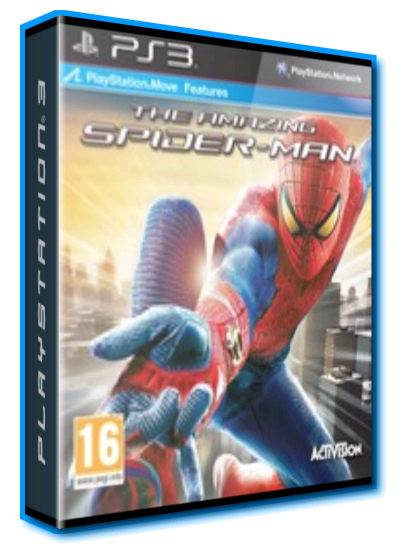 PLAYSTATION®3
PS3
PlayStation®Network
PlayStation®Move Features
THE AMAZING
SPIDER-MAN
16
www.pegi.info
ACTIVISION